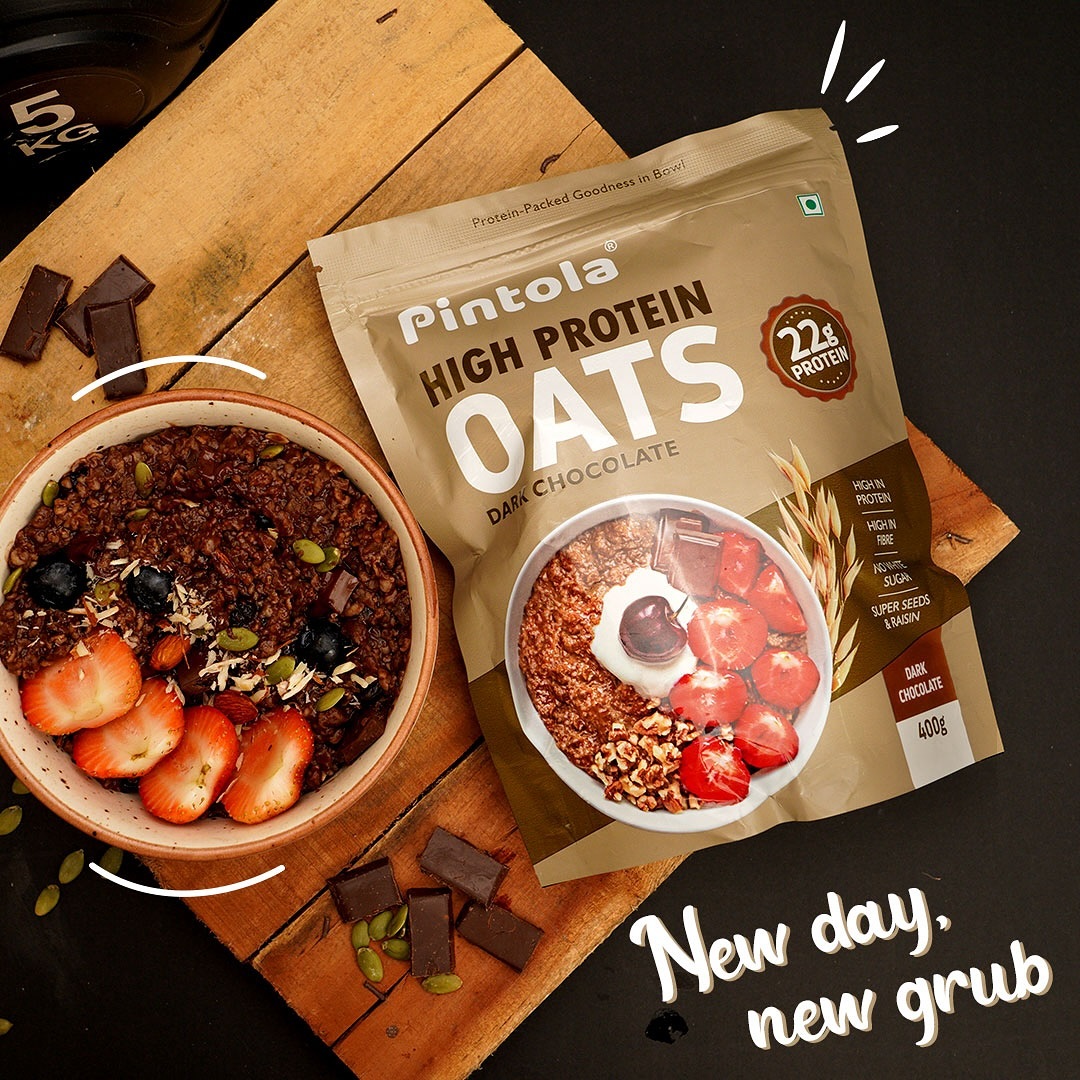 5
KG
Protein-Packed Goodness in Bowl
Pintola®
HIGH PROTEIN
OATS
DARK CHOCOLATE
22g
PROTEIN
HIGH IN
PROTEIN
HIGH IN
FIBRE
NO WHITE
SUGAR
SUPER SEEDS
& RAISIN
DARK
CHOCOLATE
400g
New day,
new grub